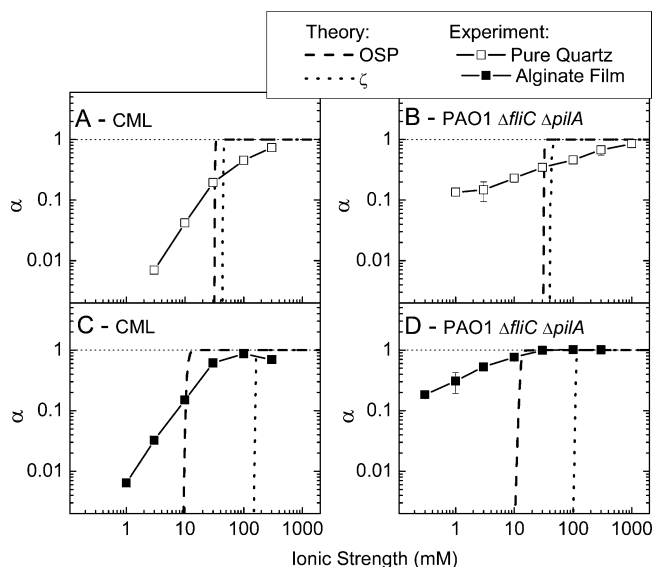 Theory: Experiment:
OSP Pure Quartz
ζ Alginate Film
A - CML B - PAO1 ΔfliC ΔpilA
1 1
0.1 0.1
α α
0.01 0.01
C - CML D - PAO1 ΔfliC ΔpilA
1 1
0.1 0.1
α α
0.01 0.01
1 10 100 1000 1 10 100 1000
Ionic Strength (mM)